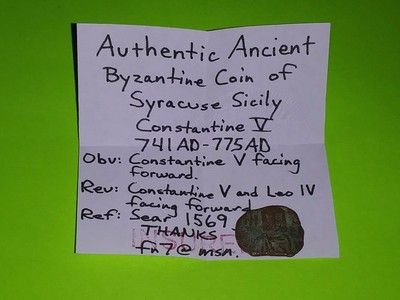 Authentic Ancient
Byzantine Coin of
Syracuse Sicily
Constantine V
741AD-775AD
Obv: Constantine V facing
forward.
Rev: Constantine V and Leo IV
facing forward
Ref: Sear 1569
THANKS
fn7@msn.